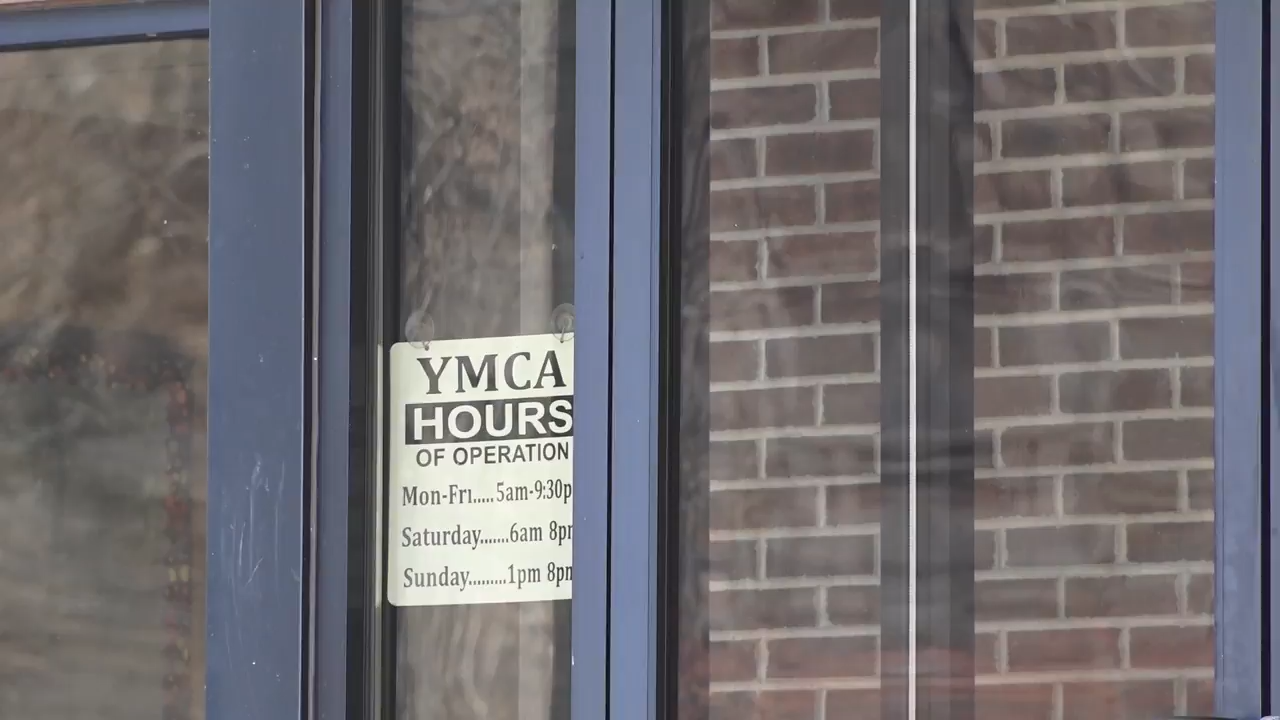 YMCA
HOURS
OF OPERATION
Mon-Fri.....5am-9:30p
Saturday.......6am 8p
Sunday.........1pm 8p